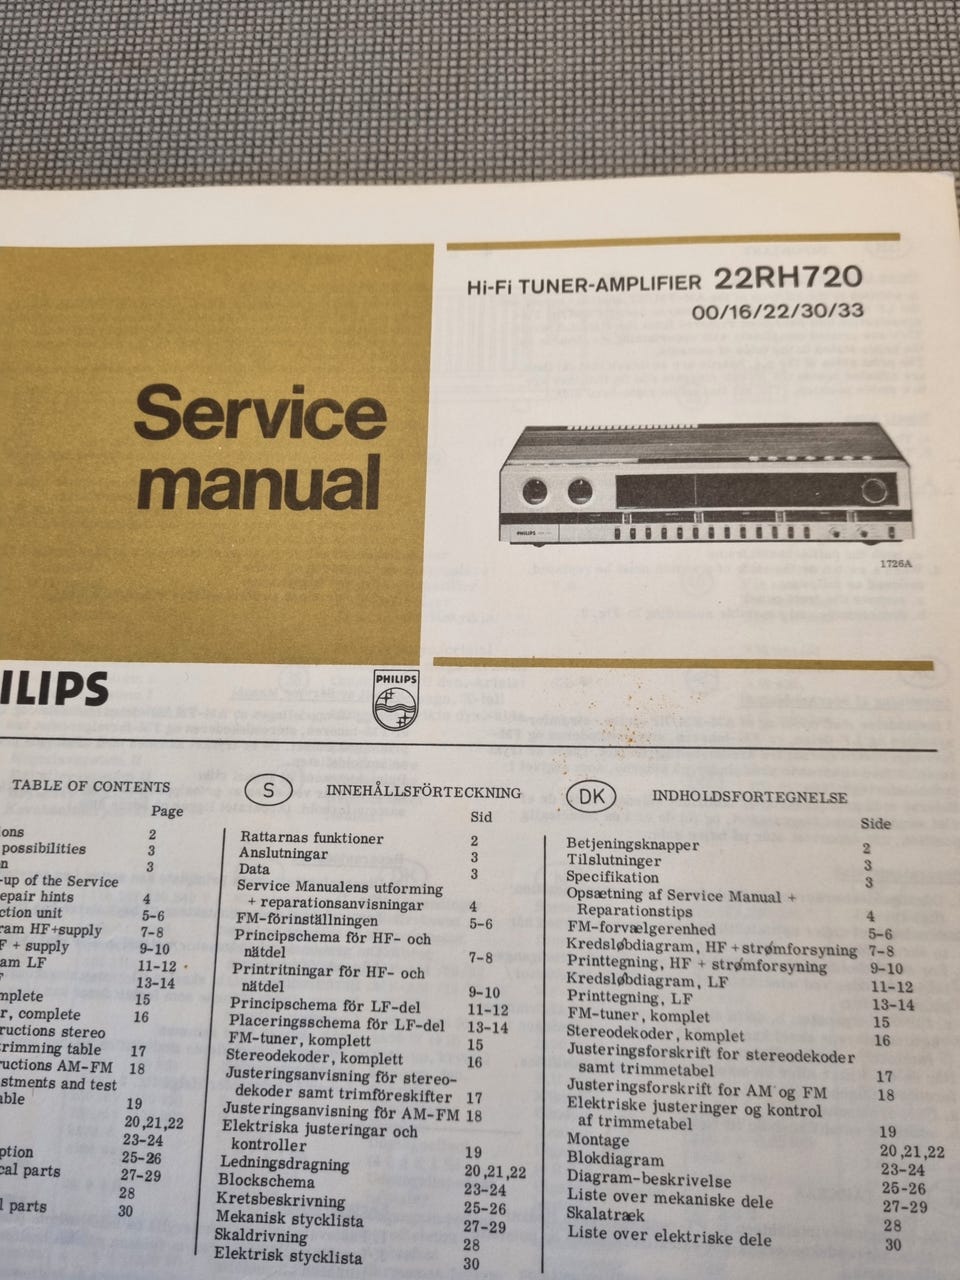 Hi-Fi TUNER-AMPLIFIER 22RH720
00/16/22/30/33
Service
manual
PHILIPS
1726A
ILIPS
PHILIPS
TABLE OF CONTENTS
Page
ons 2
possibilities 3
n 3
-up of the Service
epair hints 4
ction unit 5-6
ram HF+supply 7-8
F + supply 9-10
am LF 11-12
F 13-14
mplete 15
r, complete 16
ructions stereo
trimming table 17
ructions AM-FM 18
stments and test
able 19
20,21,22
23-24
ption 25-26
cal parts 27-29
28
l parts 30
S INNEHÅLLSFÖRTECKNING
Sid
Rattarnas funktioner 2
Anslutningar 3
Data 3
Service Manualens utforming
+ reparationsanvisningar 4
FM-förinställningen 5-6
Principschema för HF- och
nätdel 7-8
Printritningar för HF- och
nätdel 9-10
Principschema för LF-del 11-12
Placeringsschema för LF-del 13-14
FM-tuner, komplett 15
Stereodekoder, komplett 16
Justeringsanvisning för stereo-
dekoder samt trimföreskifter 17
Justeringsanvisning för AM-FM 18
Elektriska justeringar och
kontroller 19
Ledningsdragning 20,21,22
Blockschema 23-24
Kretsbeskrivning 25-26
Mekanisk stycklista 27-29
Skaldrivning 28
Elektrisk stycklista 30
DK INDHOLDSFORTEGNELSE
Side
Betjeningsknapper 2
Tilslutninger 3
Specifikation 3
Opsætning af Service Manual +
Reparationstips 4
FM-forvælgerenhed 5-6
Kredsløbdiagram, HF + strømforsyning 7-8
Printtegning, HF + strømforsyning 9-10
Kredsløbdiagram, LF 11-12
Printtegning, LF 13-14
FM-tuner, komplet 15
Stereodekoder, komplet 16
Justeringsforskrift for stereodekoder
samt trimmetabel 17
Justeringsforskrift for AM og FM 18
Elektriske justeringer og kontrol
af trimmetabel 19
Montage 20,21,22
Blokdiagram 23-24
Diagram-beskrivelse 25-26
Liste over mekaniske dele 27-29
Skalatræk 28
Liste over elektriske dele 30